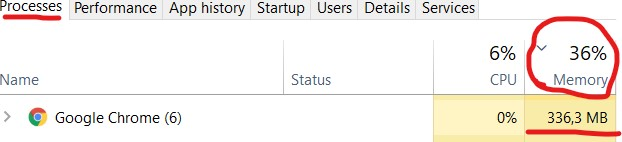 Processes Performance App history Startup Users Details Services
6% 36%
Name Status CPU Memory
Google Chrome (6) 0% 336,3 MB